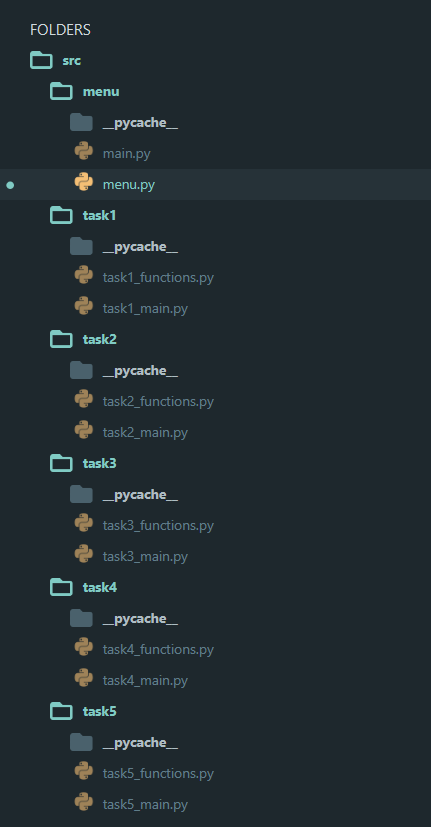 FOLDERS
src
menu
__pycache__
main.py
menu.py
task1
__pycache__
task1_functions.py
task1_main.py
task2
__pycache__
task2_functions.py
task2_main.py
task3
__pycache__
task3_functions.py
task3_main.py
task4
__pycache__
task4_functions.py
task4_main.py
task5
__pycache__
task5_functions.py
task5_main.py